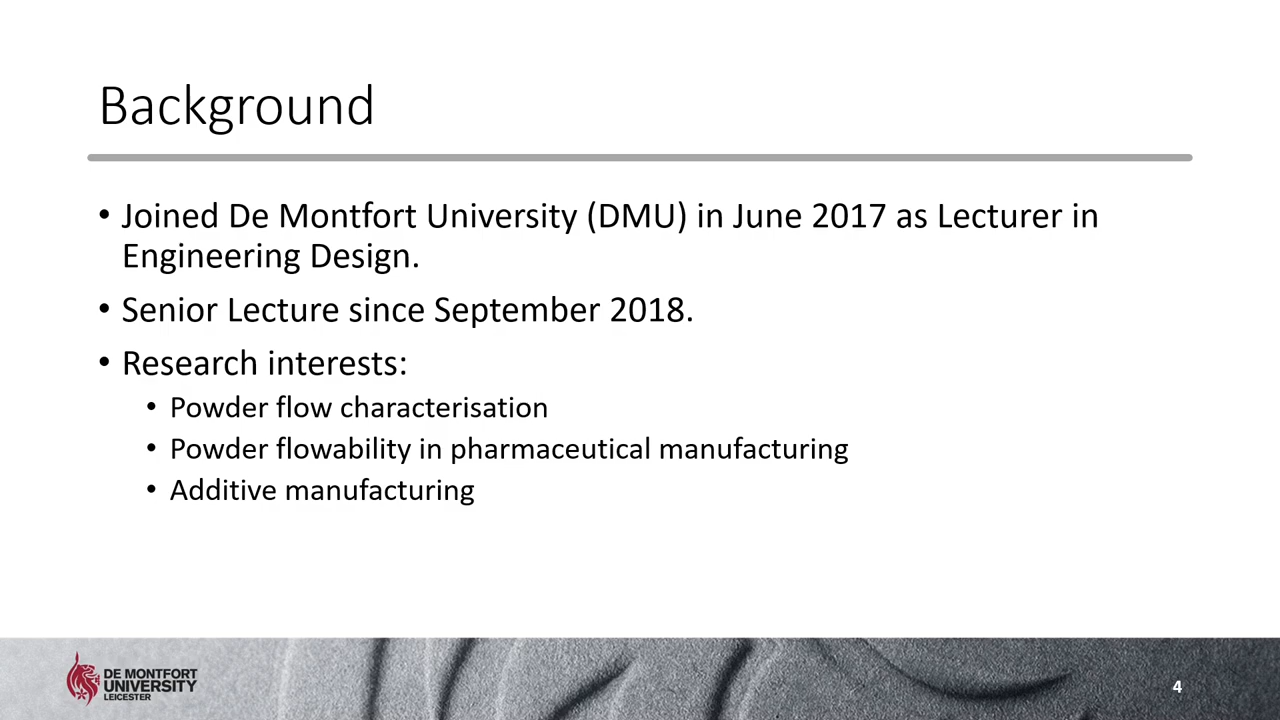 Background
• Joined De Montfort University (DMU) in June 2017 as Lecturer in
Engineering Design.
• Senior Lecture since September 2018.
• Research interests:
• Powder flow characterisation
• Powder flowability in pharmaceutical manufacturing
• Additive manufacturing
DE MONTFORT
UNIVERSITY
LEICESTER
4